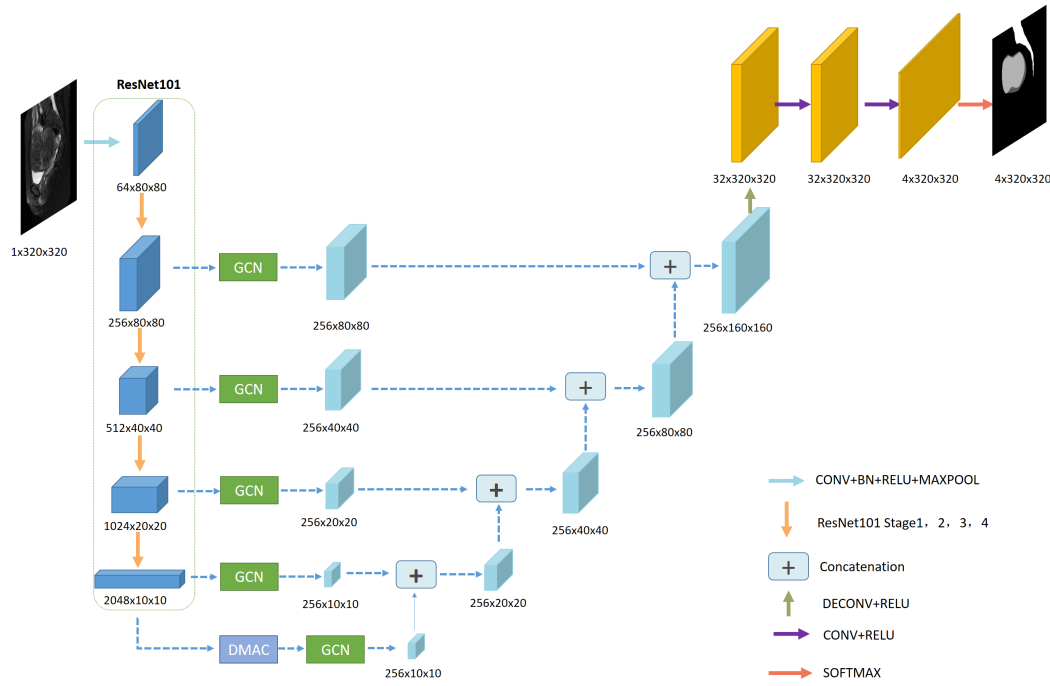 ResNet101
1x320x320
64x80x80
256x80x80
512x40x40
1024x20x20
2048x10x10
GCN
256x80x80
+
256x160x160
GCN
256x40x40
+
256x80x80
GCN
256x20x20
+
256x40x40
GCN
256x10x10
+
256x20x20
DMAC
GCN
256x10x10
32x320x320
32x320x320
4x320x320
4x320x320
CONV+BN+RELU+MAXPOOL
ResNet101 Stage1，2，3，4
+
Concatenation
DECONV+RELU
CONV+RELU
SOFTMAX